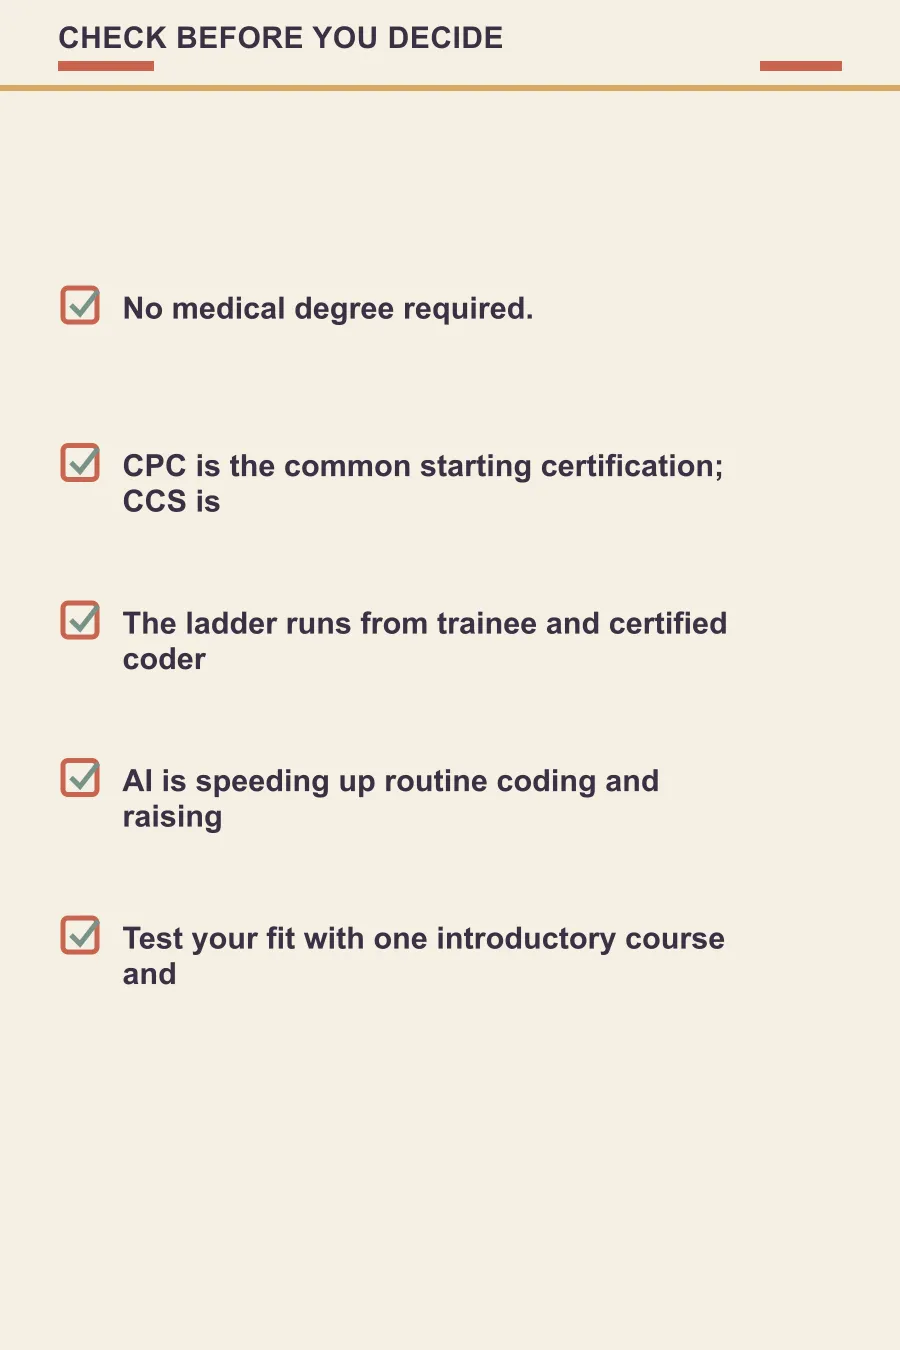 CHECK BEFORE YOU DECIDE
No medical degree required.
CPC is the common starting certification;
CCS is
The ladder runs from trainee and certified
coder
AI is speeding up routine coding and
raising
Test your fit with one introductory course
and